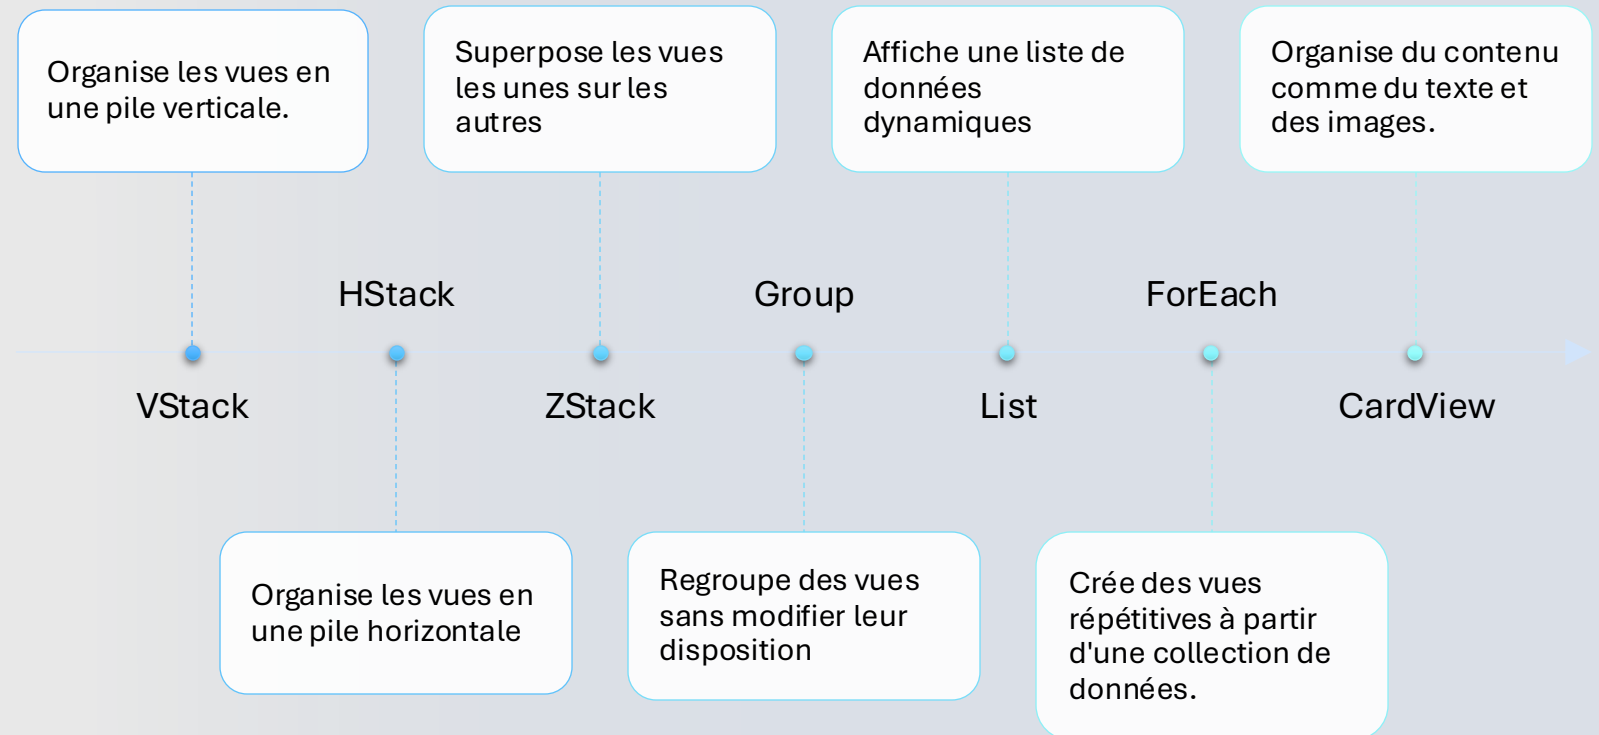 Organise les vues en
une pile verticale.
Superpose les vues
les unes sur les
autres
Affiche une liste de
données
dynamiques
Organise du contenu
comme du texte et
des images.
HStack
Group
ForEach
VStack
ZStack
List
CardView
Organise les vues en
une pile horizontale
Regroupe des vues
sans modifier leur
disposition
Crée des vues
répétitives à partir
d'une collection de
données.